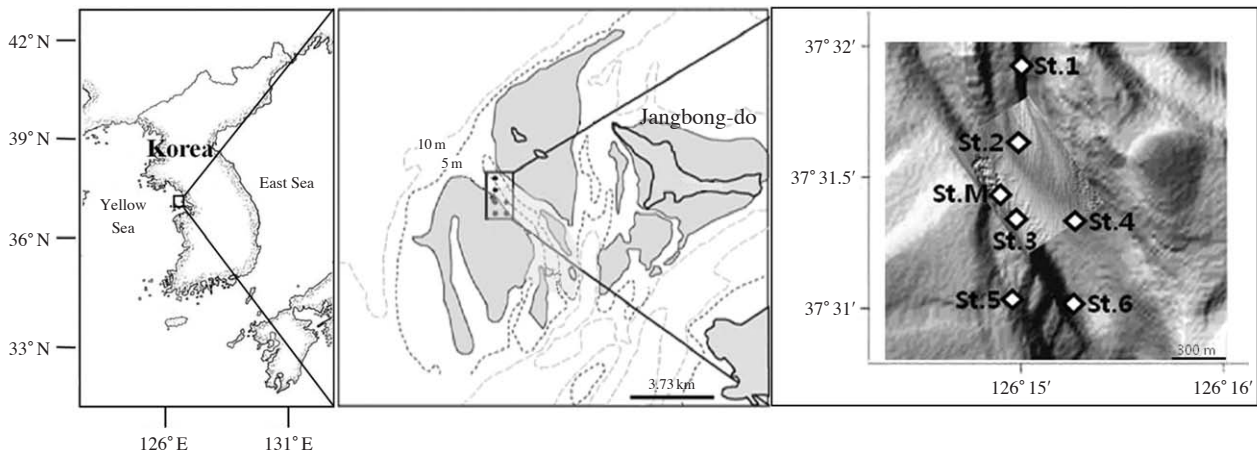 42° N
39° N
36° N
33° N
126° E
131° E
Korea
East Sea
Yellow
Sea
10 m
5 m
Jangbong-do
3.73 km
37° 32′
37° 31.5′
37° 31′
126° 15′
126° 16′
St.1
St.2
St.M
St.3
St.4
St.5
St.6
300 m